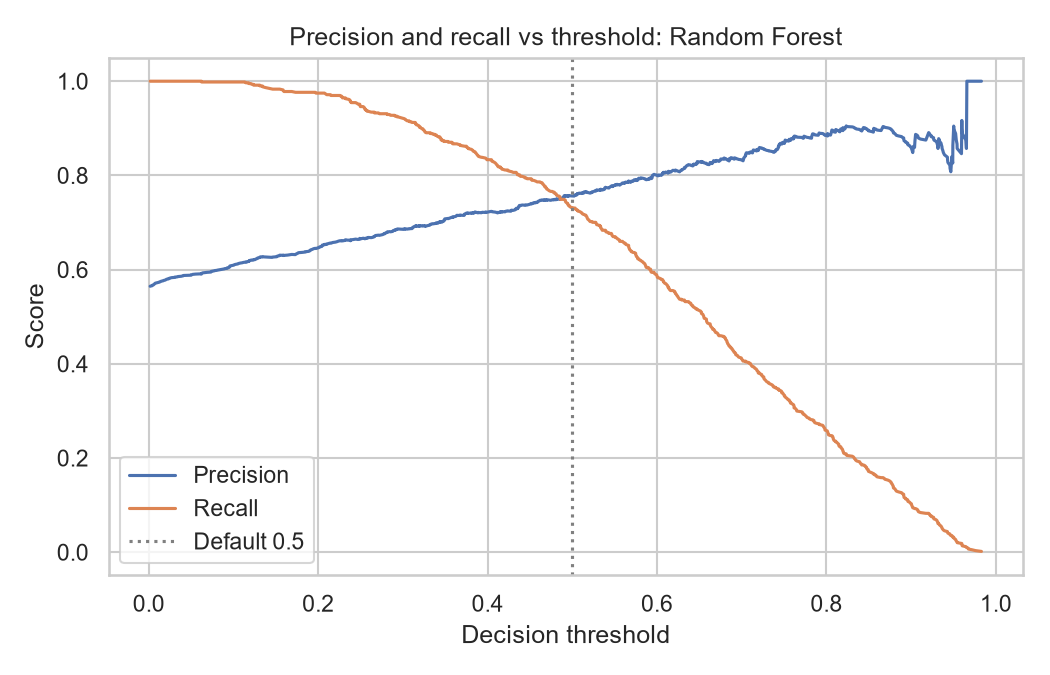 Precision and recall vs threshold: Random Forest
1.0
0.8
0.6
0.4
0.2
0.0
Score
Precision
Recall
Default 0.5
0.0 0.2 0.4 0.6 0.8 1.0
Decision threshold